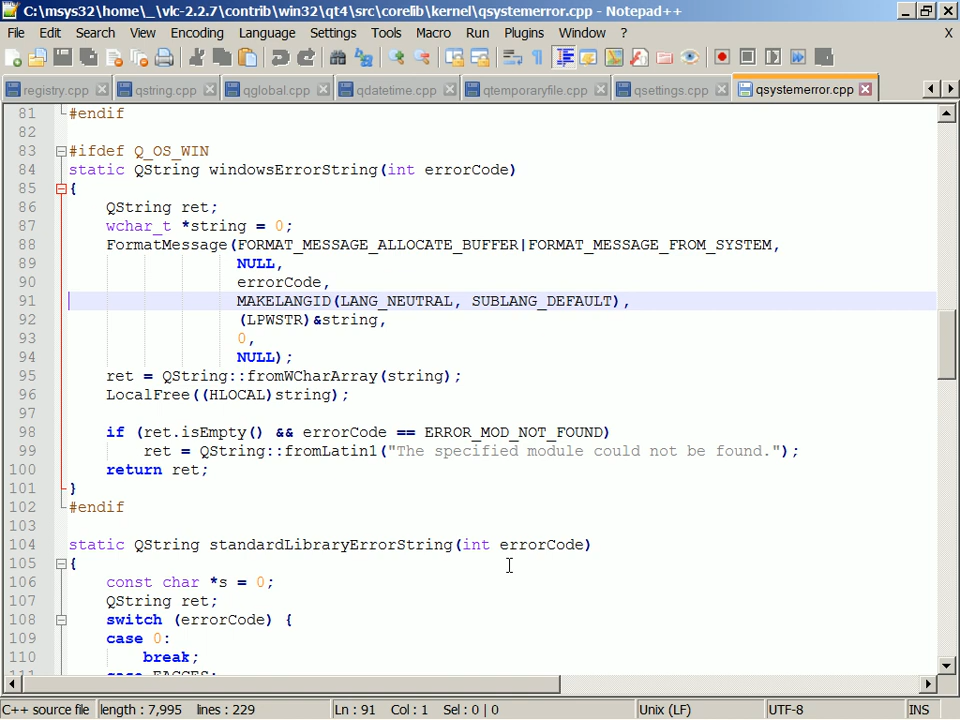 C:\msys32\home\_\vlc-2.2.7\contrib\win32\qt4\src\corelib\kernel\qsystemerror.cpp - Notepad++
File Edit Search View Encoding Language Settings Tools Macro Run Plugins Window ? X
registry.cpp qstring.cpp qglobal.cpp qdatetime.cpp qtemporaryfile.cpp qsettings.cpp qsystemerror.cpp
81 #endif
82
83 #ifdef Q_OS_WIN
84 static QString windowsErrorString(int errorCode)
85 {
86 QString ret;
87 wchar_t *string = 0;
88 FormatMessage(FORMAT_MESSAGE_ALLOCATE_BUFFER|FORMAT_MESSAGE_FROM_SYSTEM,
89 NULL,
90 errorCode,
91 MAKELANGID(LANG_NEUTRAL, SUBLANG_DEFAULT),
92 (LPWSTR)&string,
93 0,
94 NULL);
95 ret = QString::fromWCharArray(string);
96 LocalFree((HLOCAL)string);
97
98 if (ret.isEmpty() && errorCode == ERROR_MOD_NOT_FOUND)
99 ret = QString::fromLatin1("The specified module could not be found.");
100 return ret;
101 }
102 #endif
103
104 static QString standardLibraryErrorString(int errorCode)
105 {
106 const char *s = 0;
107 QString ret;
108 switch (errorCode) {
109 case 0:
110 break;
111 case EACCES:
C++ source file length : 7,995 lines : 229 Ln : 91 Col : 1 Sel : 0 | 0 Unix (LF) UTF-8 INS